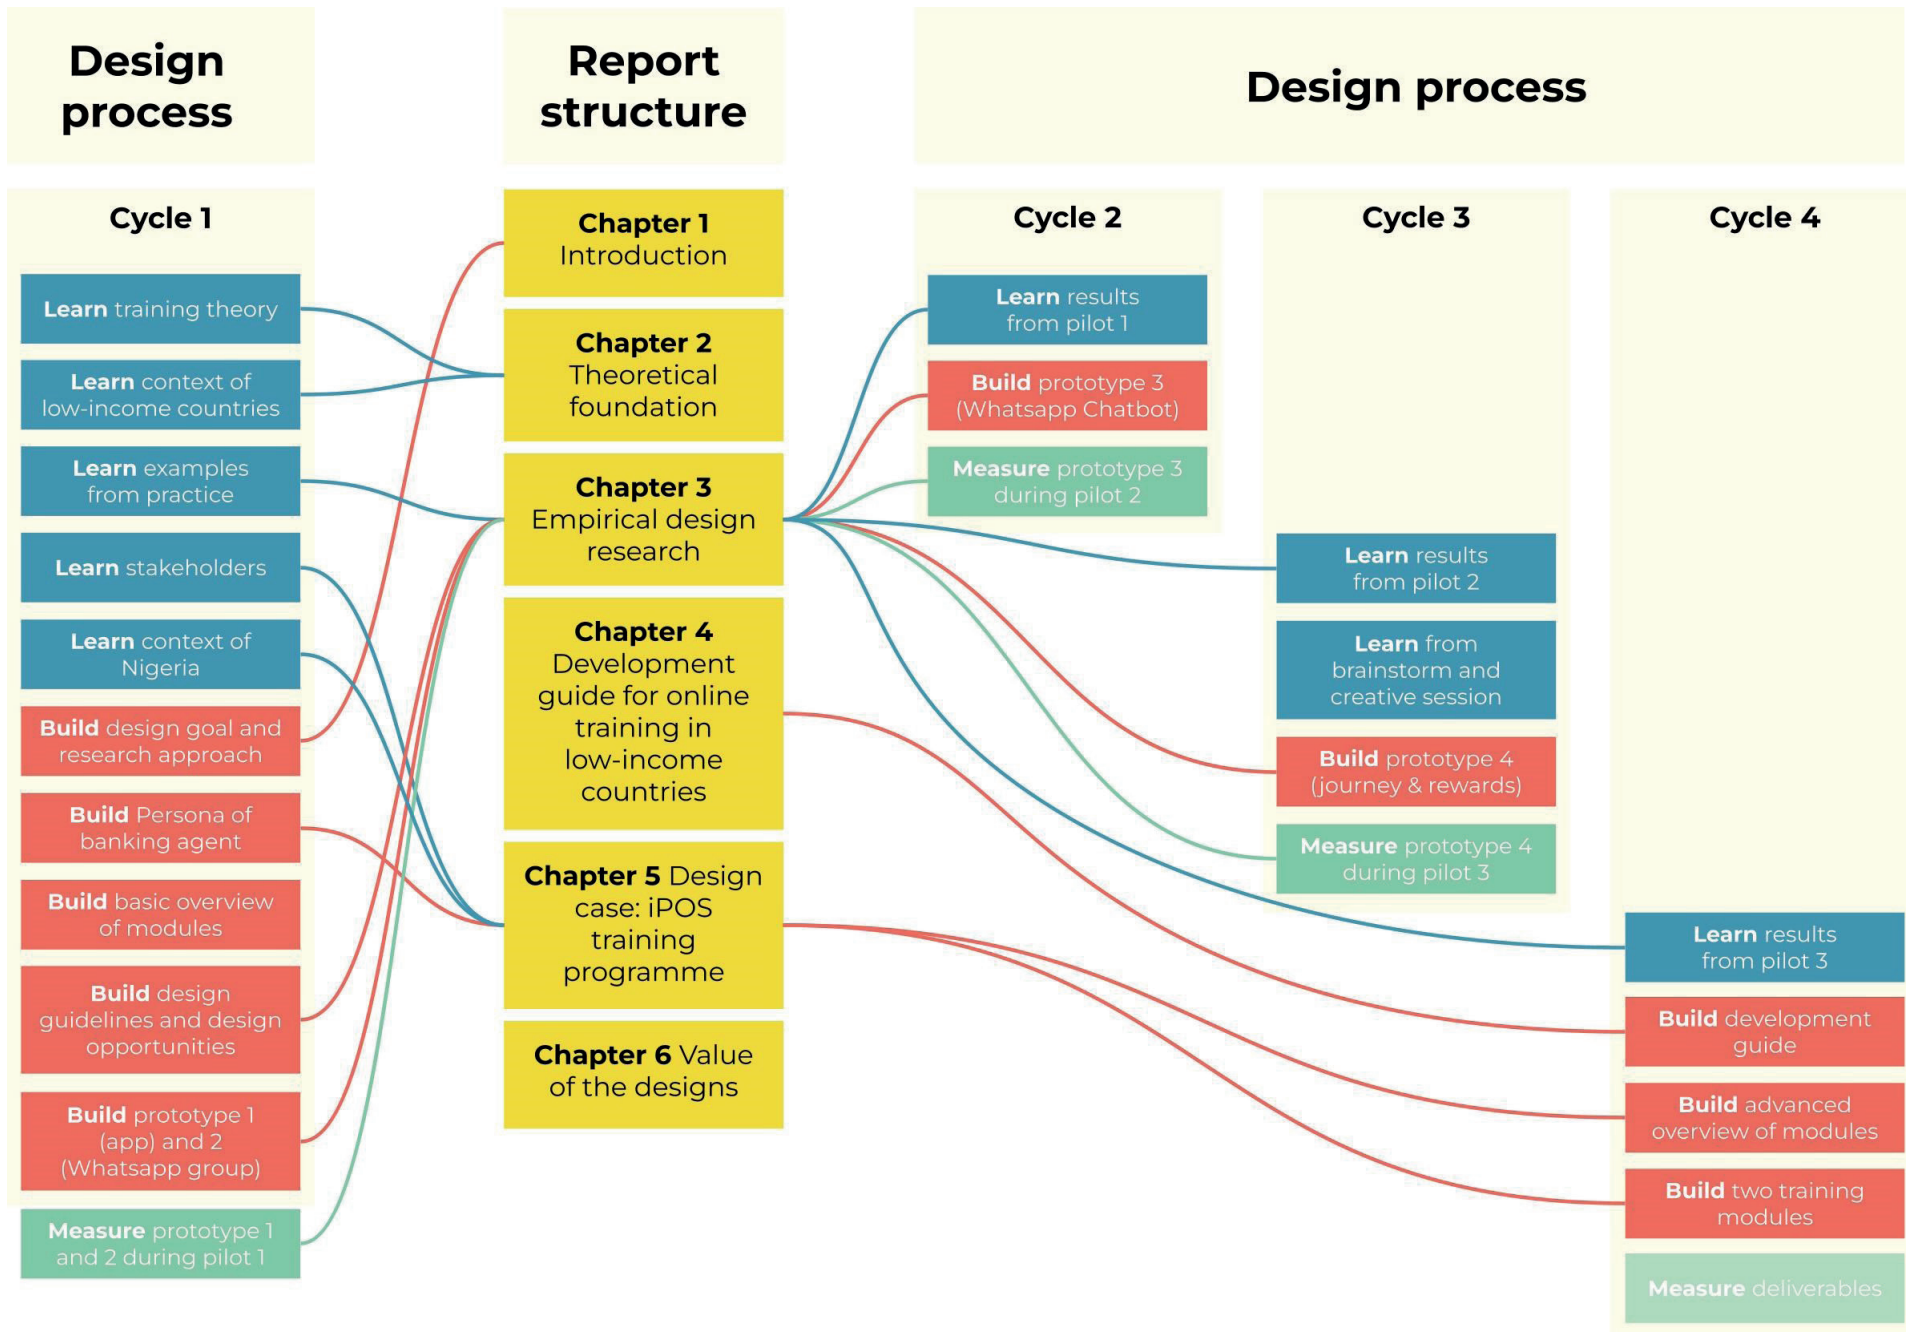 Design
process
Report
structure
Design process
Cycle 1
Learn training theory
Learn context of
low-income countries
Learn examples
from practice
Learn stakeholders
Learn context of
Nigeria
Build design goal and
research approach
Build Persona of
banking agent
Build basic overview
of modules
Build design
guidelines and design
opportunities
Build prototype 1
(app) and 2
(Whatsapp group)
Measure prototype 1
and 2 during pilot 1
Chapter 1
Introduction
Chapter 2
Theoretical
foundation
Chapter 3
Empirical design
research
Chapter 4
Development
guide for online
training in
low-income
countries
Chapter 5 Design
case: iPOS
training
programme
Chapter 6 Value
of the designs
Cycle 2
Learn results
from pilot 1
Build prototype 3
(Whatsapp Chatbot)
Measure prototype 3
during pilot 2
Cycle 3
Learn results
from pilot 2
Learn from
brainstorm and
creative session
Build prototype 4
(journey & rewards)
Measure prototype 4
during pilot 3
Cycle 4
Learn results
from pilot 3
Build development
guide
Build advanced
overview of modules
Build two training
modules
Measure deliverables